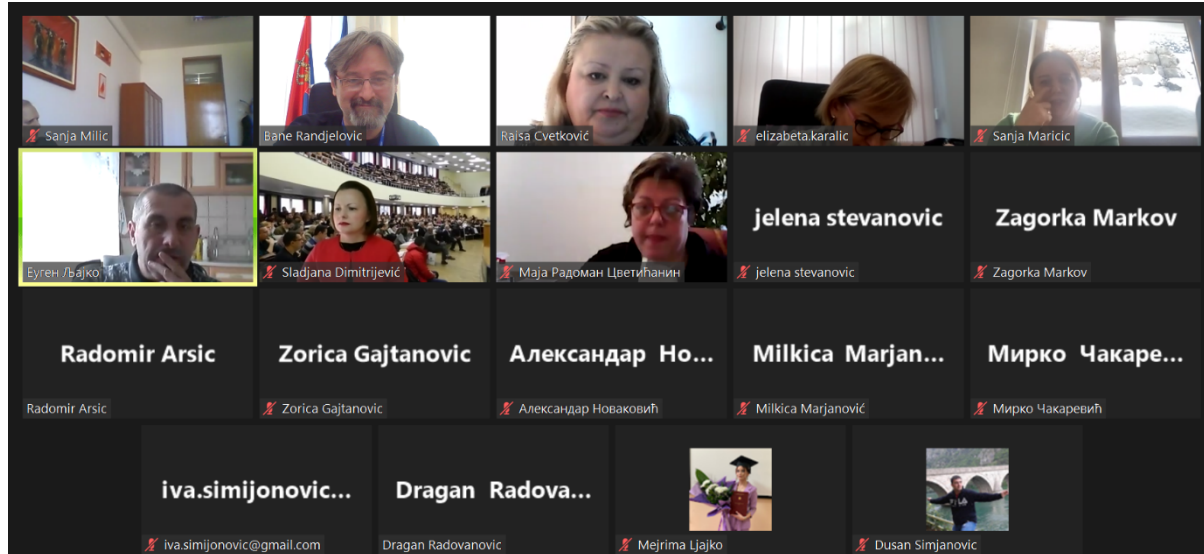 Sanja Milic
Bane Randjelovic
Raisa Cvetković
elizabeta.karalic
Sanja Maricic
Еуген Љајко
Sladjana Dimitrijević
Маја Радоман Цветићанин
jelena stevanovic
jelena stevanovic
Zagorka Markov
Zagorka Markov
Radomir Arsic
Radomir Arsic
Zorica Gajtanovic
Zorica Gajtanovic
Александар Но...
Александар Новаковић
Milkica Marjan...
Milkica Marjanović
Мирко Чакаре...
Мирко Чакаревић
iva.simijonovic...
iva.simijonovic@gmail.com
Dragan Radova...
Dragan Radovanovic
Mejrima Ljajko
Dusan Simjanovic